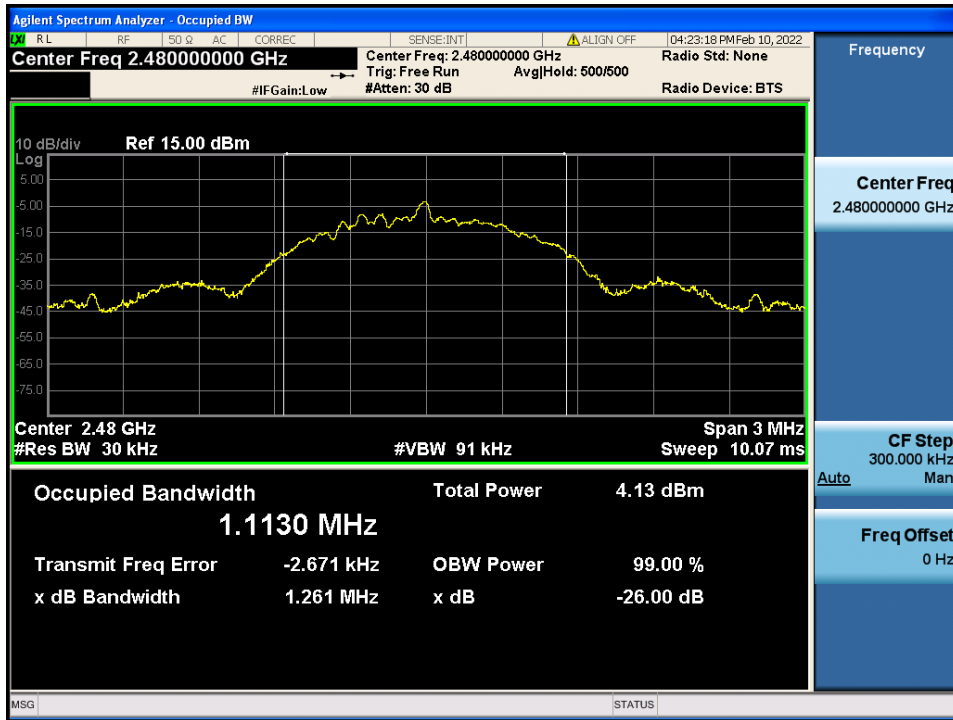 Agilent Spectrum Analyzer - Occupied BW
LXI RL RF 50 Ω AC CORREC SENSE:INT ALIGN OFF 04:23:18 PM Feb 10, 2022
Center Freq 2.480000000 GHz
Center Freq: 2.480000000 GHz
Radio Std: None
Trig: Free Run Avg|Hold: 500/500
#IFGain:Low
#Atten: 30 dB
Radio Device: BTS
10 dB/div Ref 15.00 dBm
Log
5.00
-5.00
-15.0
-25.0
-35.0
-45.0
-55.0
-65.0
-75.0
Center 2.48 GHz Span 3 MHz
#Res BW 30 kHz #VBW 91 kHz Sweep 10.07 ms
Occupied Bandwidth Total Power 4.13 dBm
1.1130 MHz
Transmit Freq Error -2.671 kHz OBW Power 99.00 %
x dB Bandwidth 1.261 MHz x dB -26.00 dB
Frequency
Center Freq
2.480000000 GHz
CF Step
300.000 kHz
Auto Man
Freq Offset
0 Hz
MSG STATUS